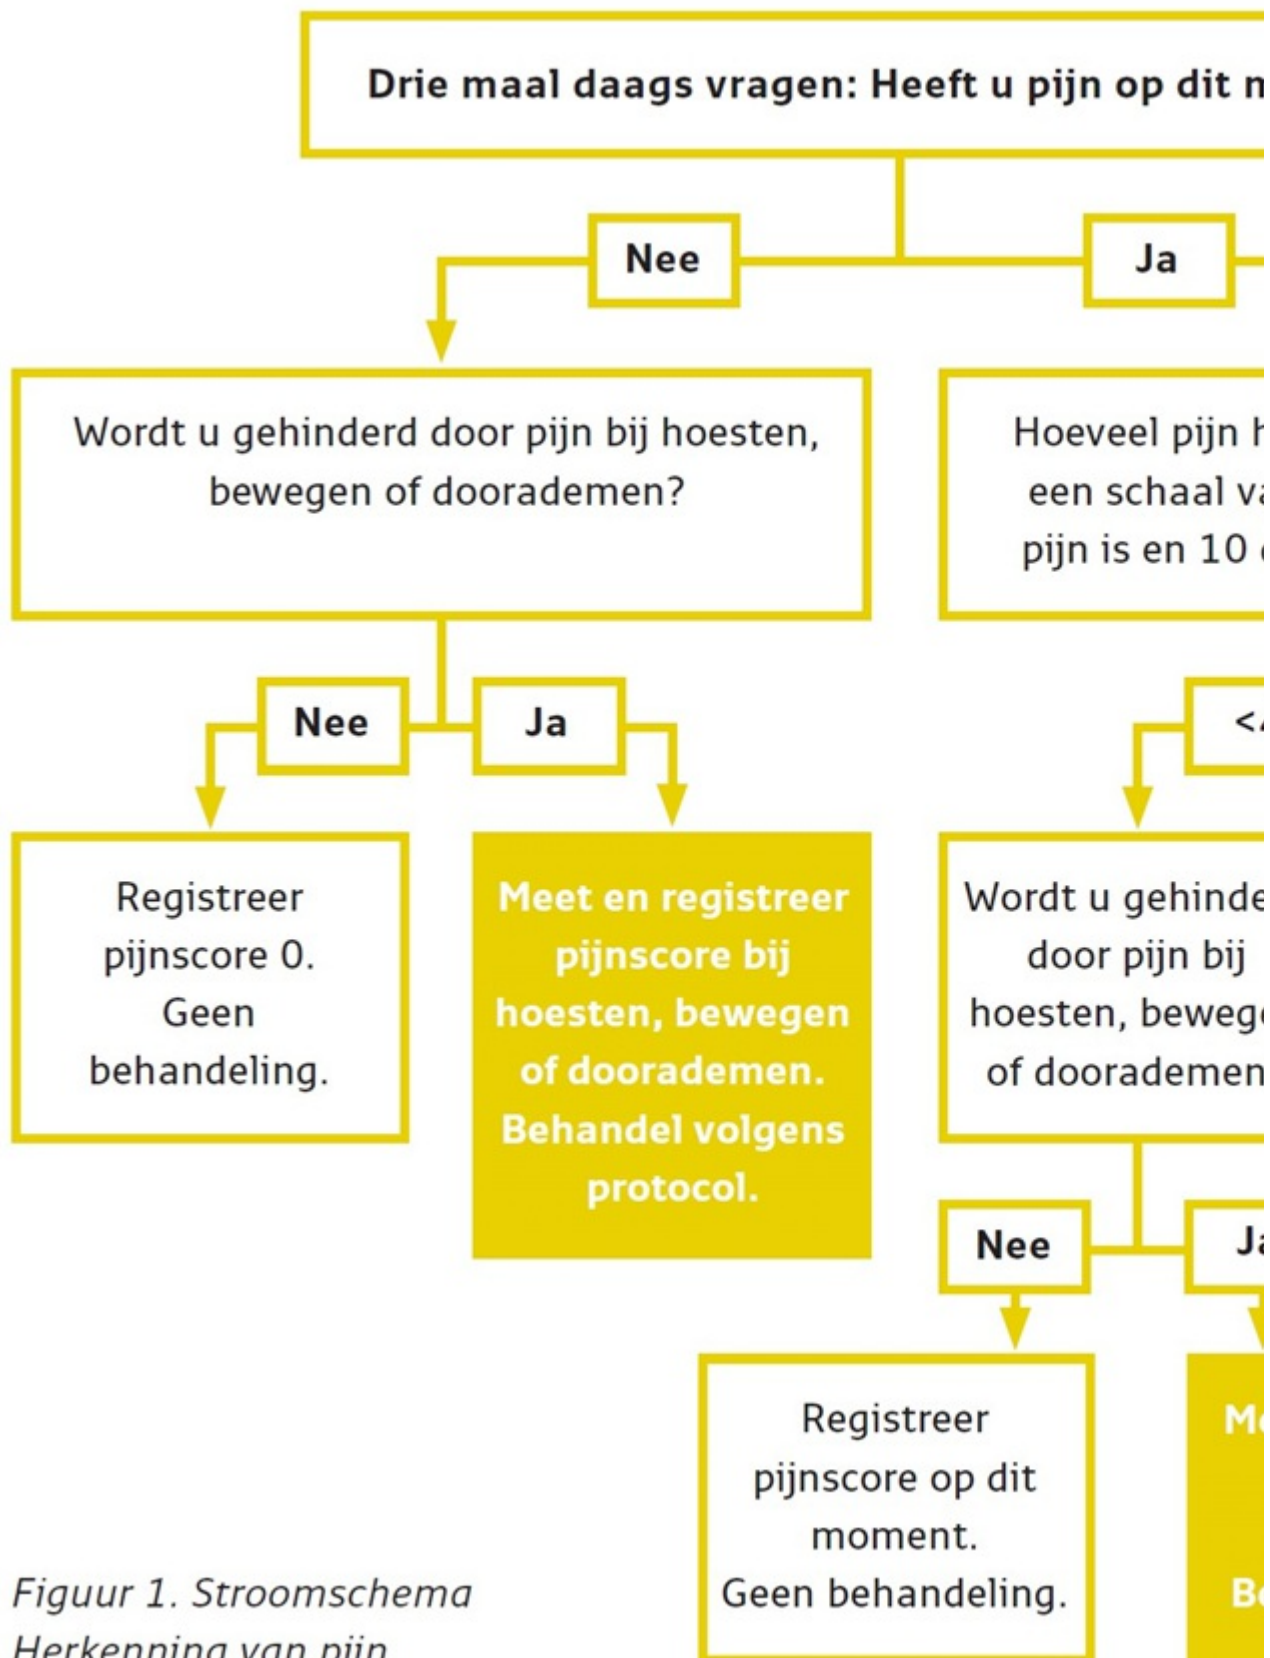 Drie maal daags vragen: Heeft u pijn op dit
Nee
Ja
Wordt u gehinderd door pijn bij hoesten,
bewegen of doorademen?
Hoeveel pijn
een schaal
pijn is en 10
Nee
Ja
Registreer
pijnscore 0.
Geen
behandeling.
Meet en registreer
pijnscore bij
hoesten, bewegen
of doorademen.
Behandel volgens
protocol.
Wordt u
door pijn bij
hoesten,
of doorademen
Nee
Registreer
pijnscore op dit
moment.
Geen behandeling.
Figuur 1. Stroomschema
Herkenning van pijn